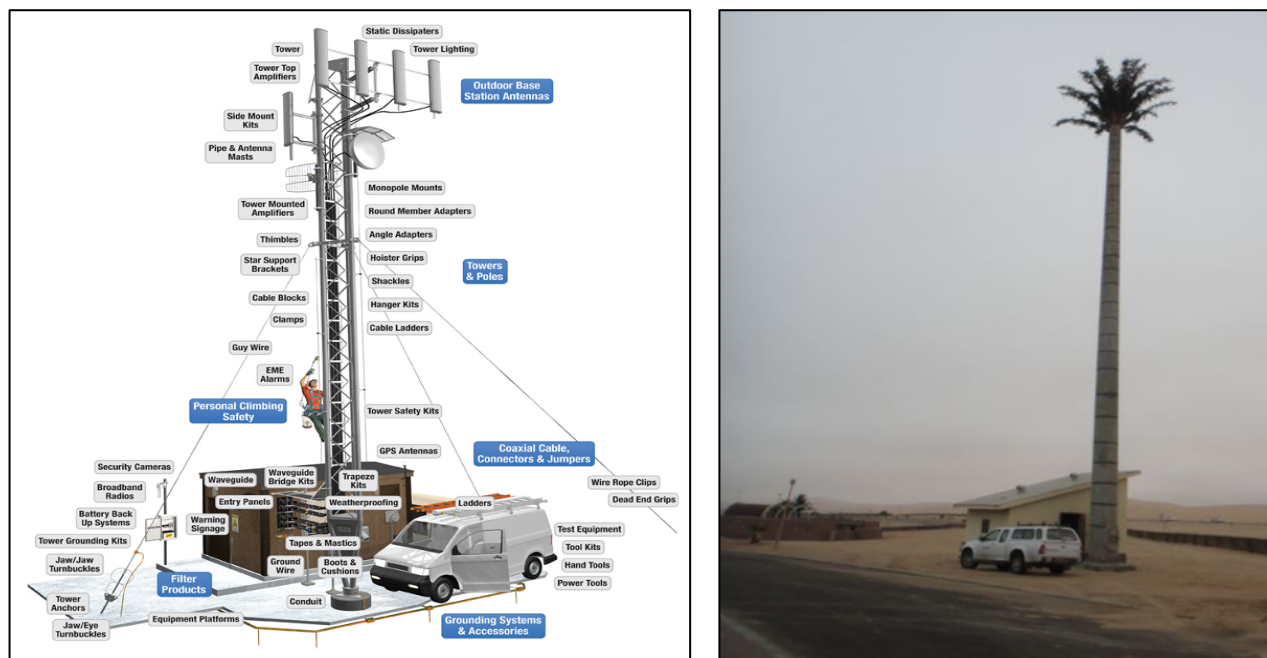 Static Dissipaters
Tower
Tower Lighting
Tower Top
Amplifiers
Outdoor Base
Station Antennas
Side Mount
Kits
Pipe & Antenna
Masts
Monopole Mounts
Tower Mounted
Amplifiers
Round Member Adapters
Thimbles
Angle Adapters
Star Support
Brackets
Hoister Grips
Towers
& Poles
Shackles
Cable Blocks
Hanger Kits
Clamps
Cable Ladders
Guy Wire
EME
Alarms
Personal Climbing
Safety
Tower Safety Kits
GPS Antennas
Coaxial Cable,
Connectors & Jumpers
Security Cameras
Waveguide
Waveguide
Bridge Kits
Trapeze
Kits
Wire Rope Clips
Broadband
Radios
Entry Panels
Weatherproofing
Ladders
Dead End Grips
Battery Back
Up Systems
Warning
Signage
Test Equipment
Tower Grounding Kits
Tapes & Mastics
Tool Kits
Jaw/Jaw
Turnbuckles
Ground
Wire
Boots &
Cushions
Hand Tools
Filter
Products
Power Tools
Tower
Anchors
Conduit
Jaw/Eye
Turnbuckles
Equipment Platforms
Grounding Systems
& Accessories